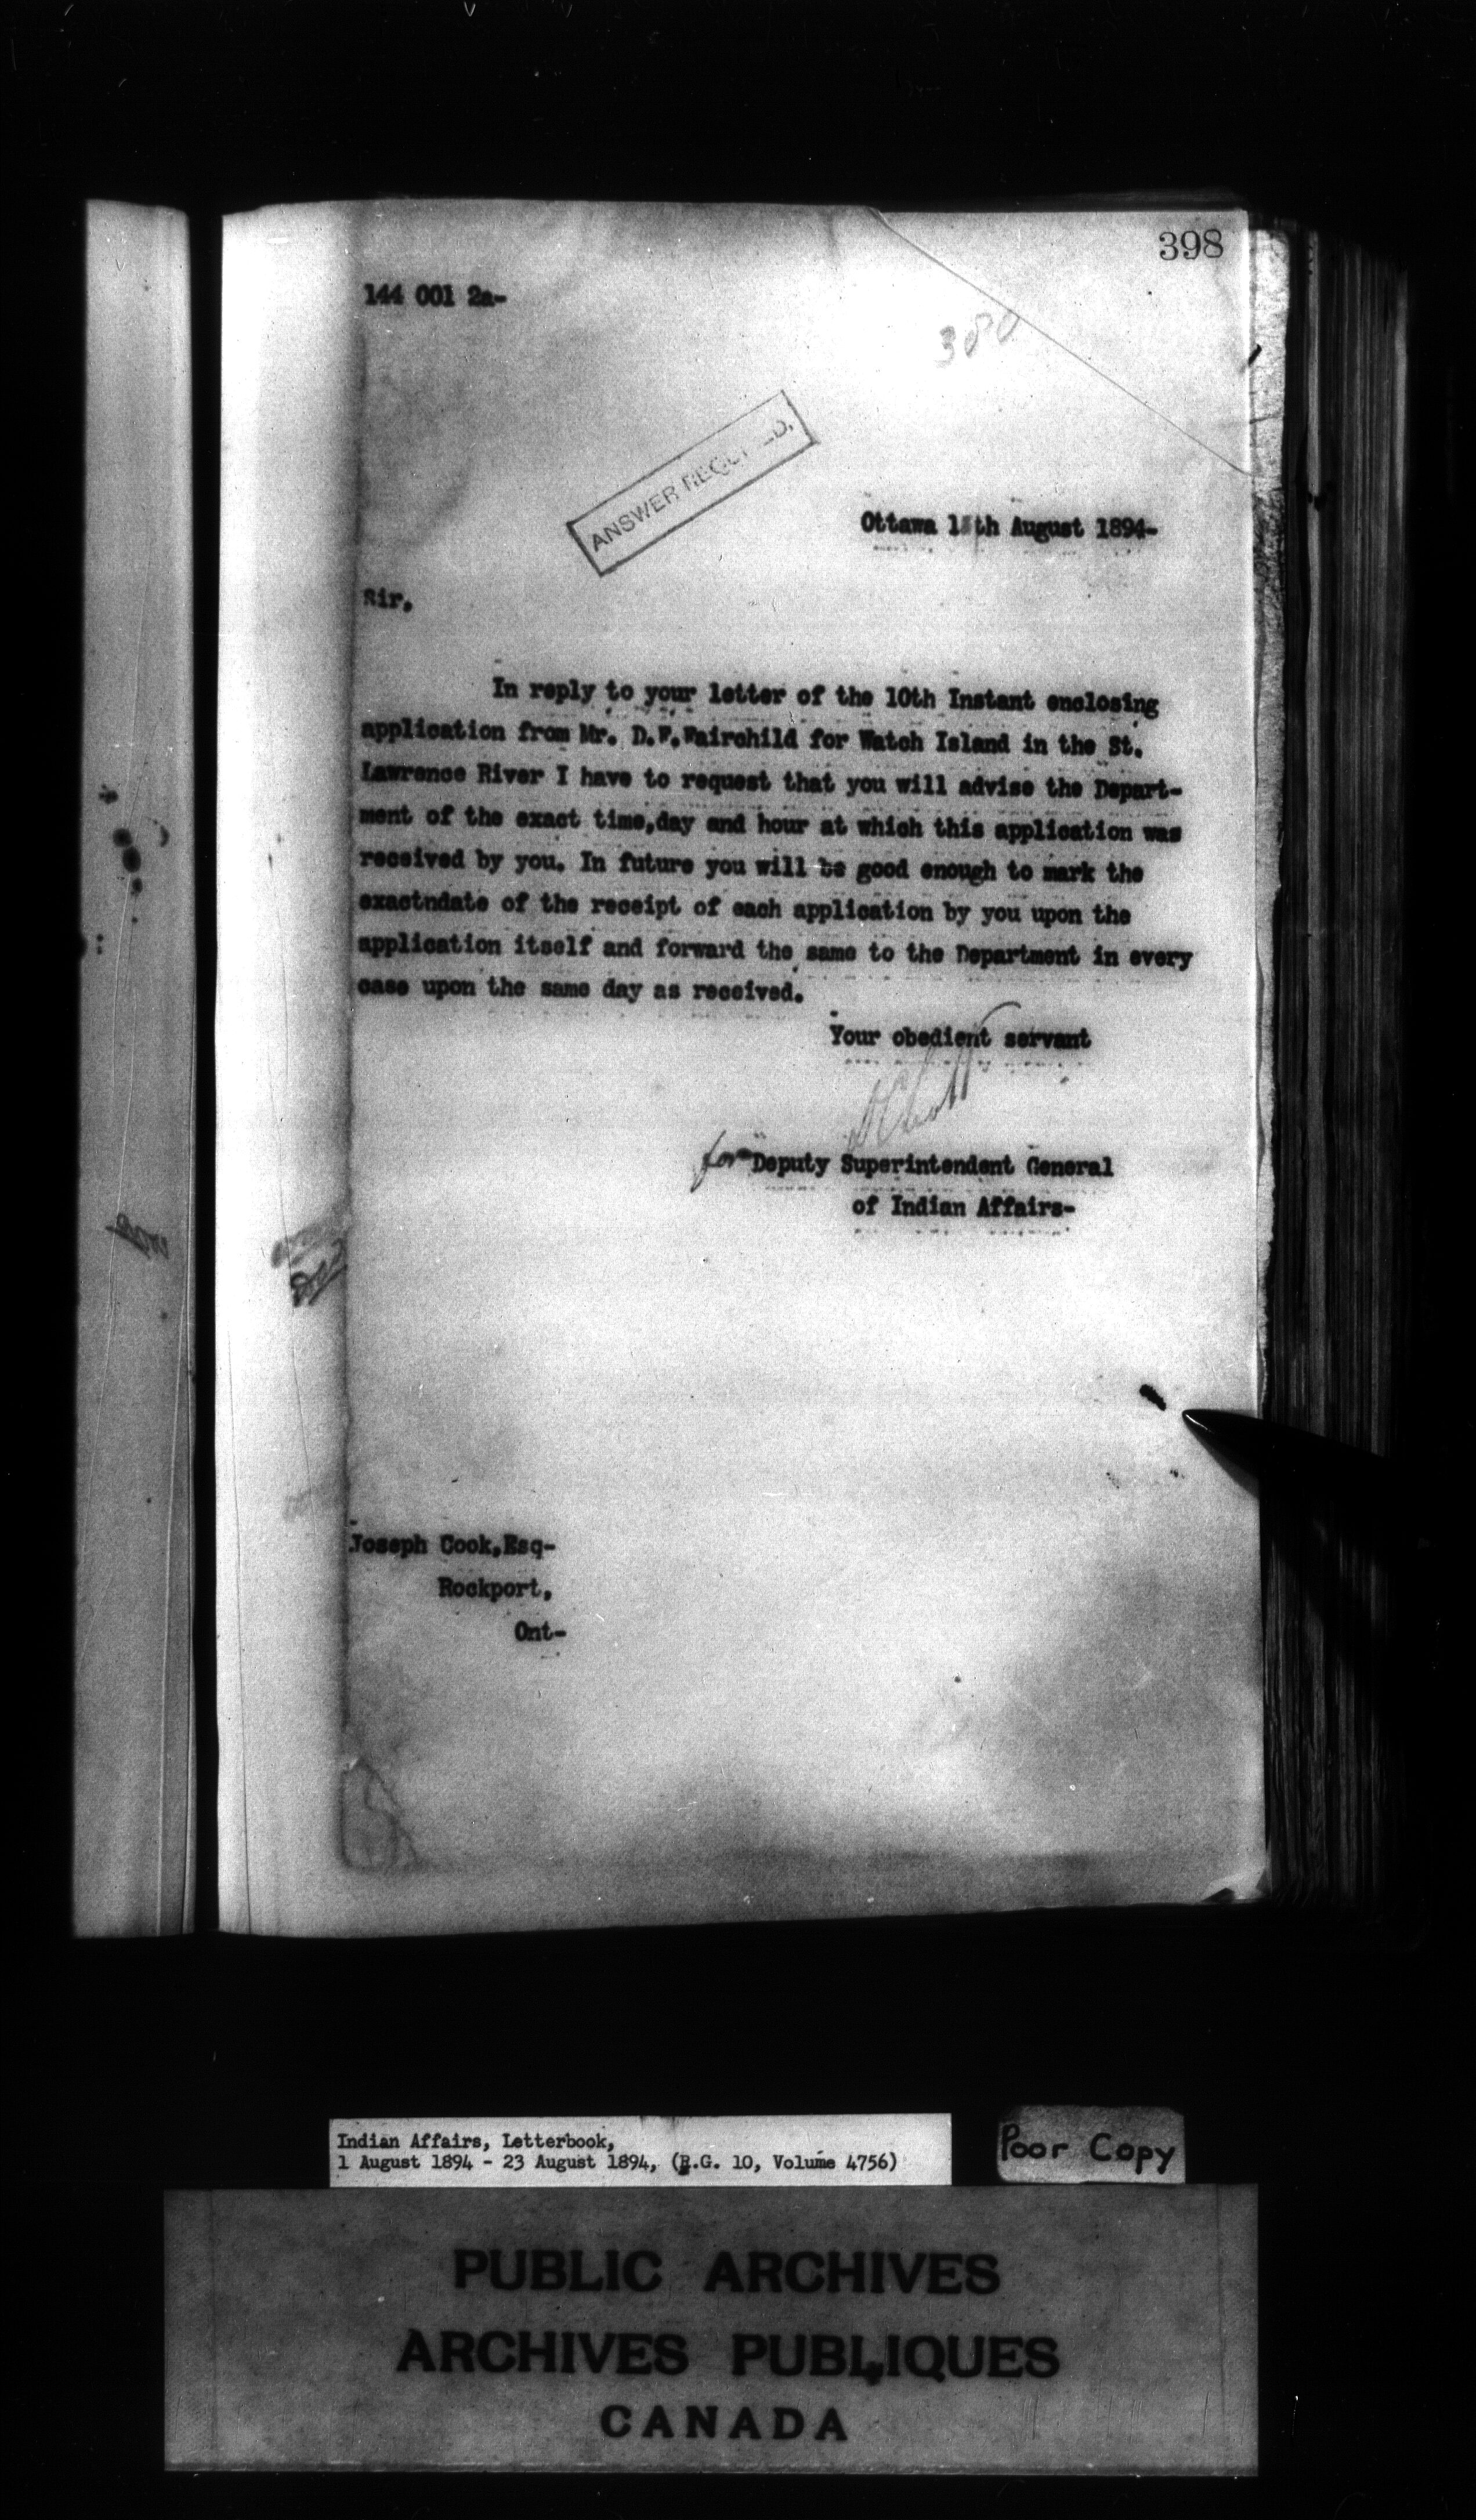 398
144 001 2a-
380
ANSWER
Ottawa August 1894-
Sir,
In reply to your letter of the 10th Instant enclosing
application from Mr. D.F.Fairchild for Watch Island in the St.
Lawrence River I have to request that you will advise the Depart-
ment of the exact time,day and hour at which this application was
received by you. In future you will be good enough to mark the
exactndate of the receipt of each application by you upon the
application itself and forward the same to the Department in every
case upon the same day as received.
Your obedient servant
for Deputy Superintendent General
of Indian Affairs-
Joseph Cook,Esq-
Rockport,
Ont-
Indian Affairs, Letterbook,
1 August 1894 - 23 August 1894, (R.G. 10, Volume 4756)
Poor Copy
PUBLIC ARCHIVES
ARCHIVES PUBLIQUES
CANADA